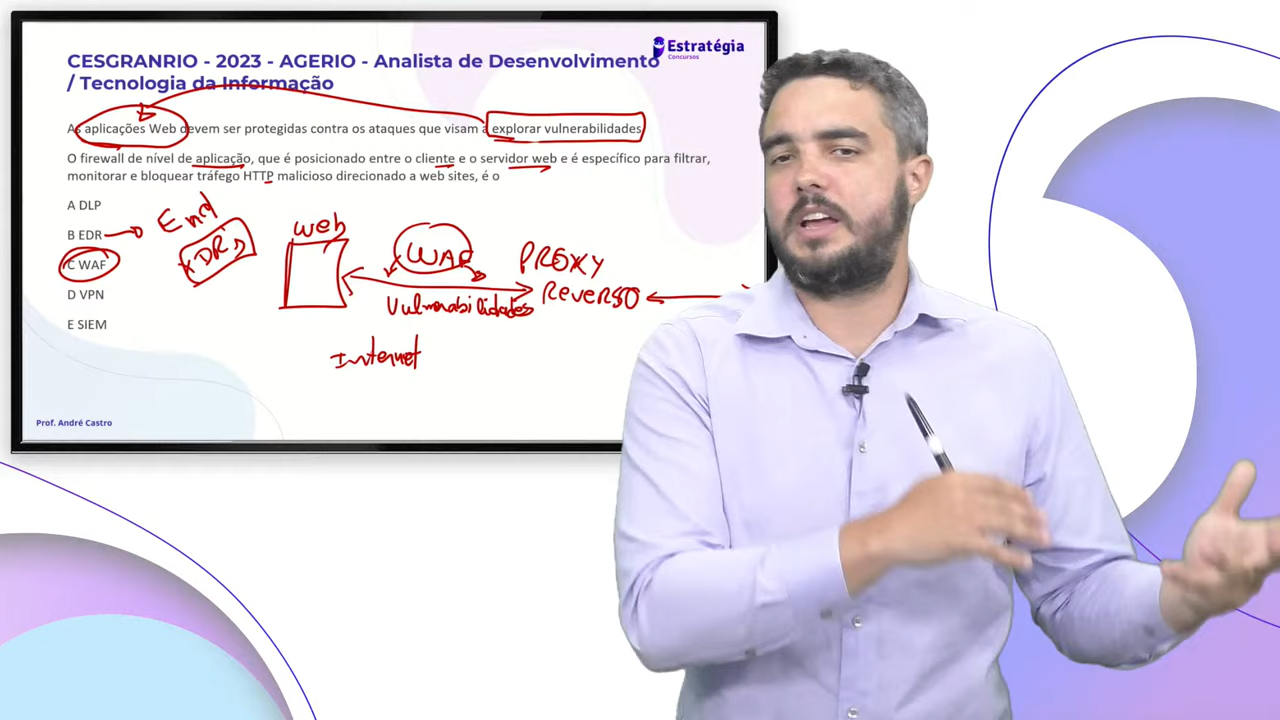 CESGRANRIO - 2023 - AGERIO - Analista de Desenvolvimento
/ Tecnologia da Informação
Estratégia
Concursos
As aplicações Web devem ser protegidas contra os ataques que visam a explorar vulnerabilidades
O firewall de nível de aplicação, que é posicionado entre o cliente e o servidor web e é específico para filtrar,
monitorar e bloquear tráfego HTTP malicioso direcionado a web sites, é o
A DLP
B EDR
C WAF
D VPN
E SIEM
End
XDR
web
WAF
PROXY
Reverso
Vulnerabilidades
Internet
Prof. André Castro